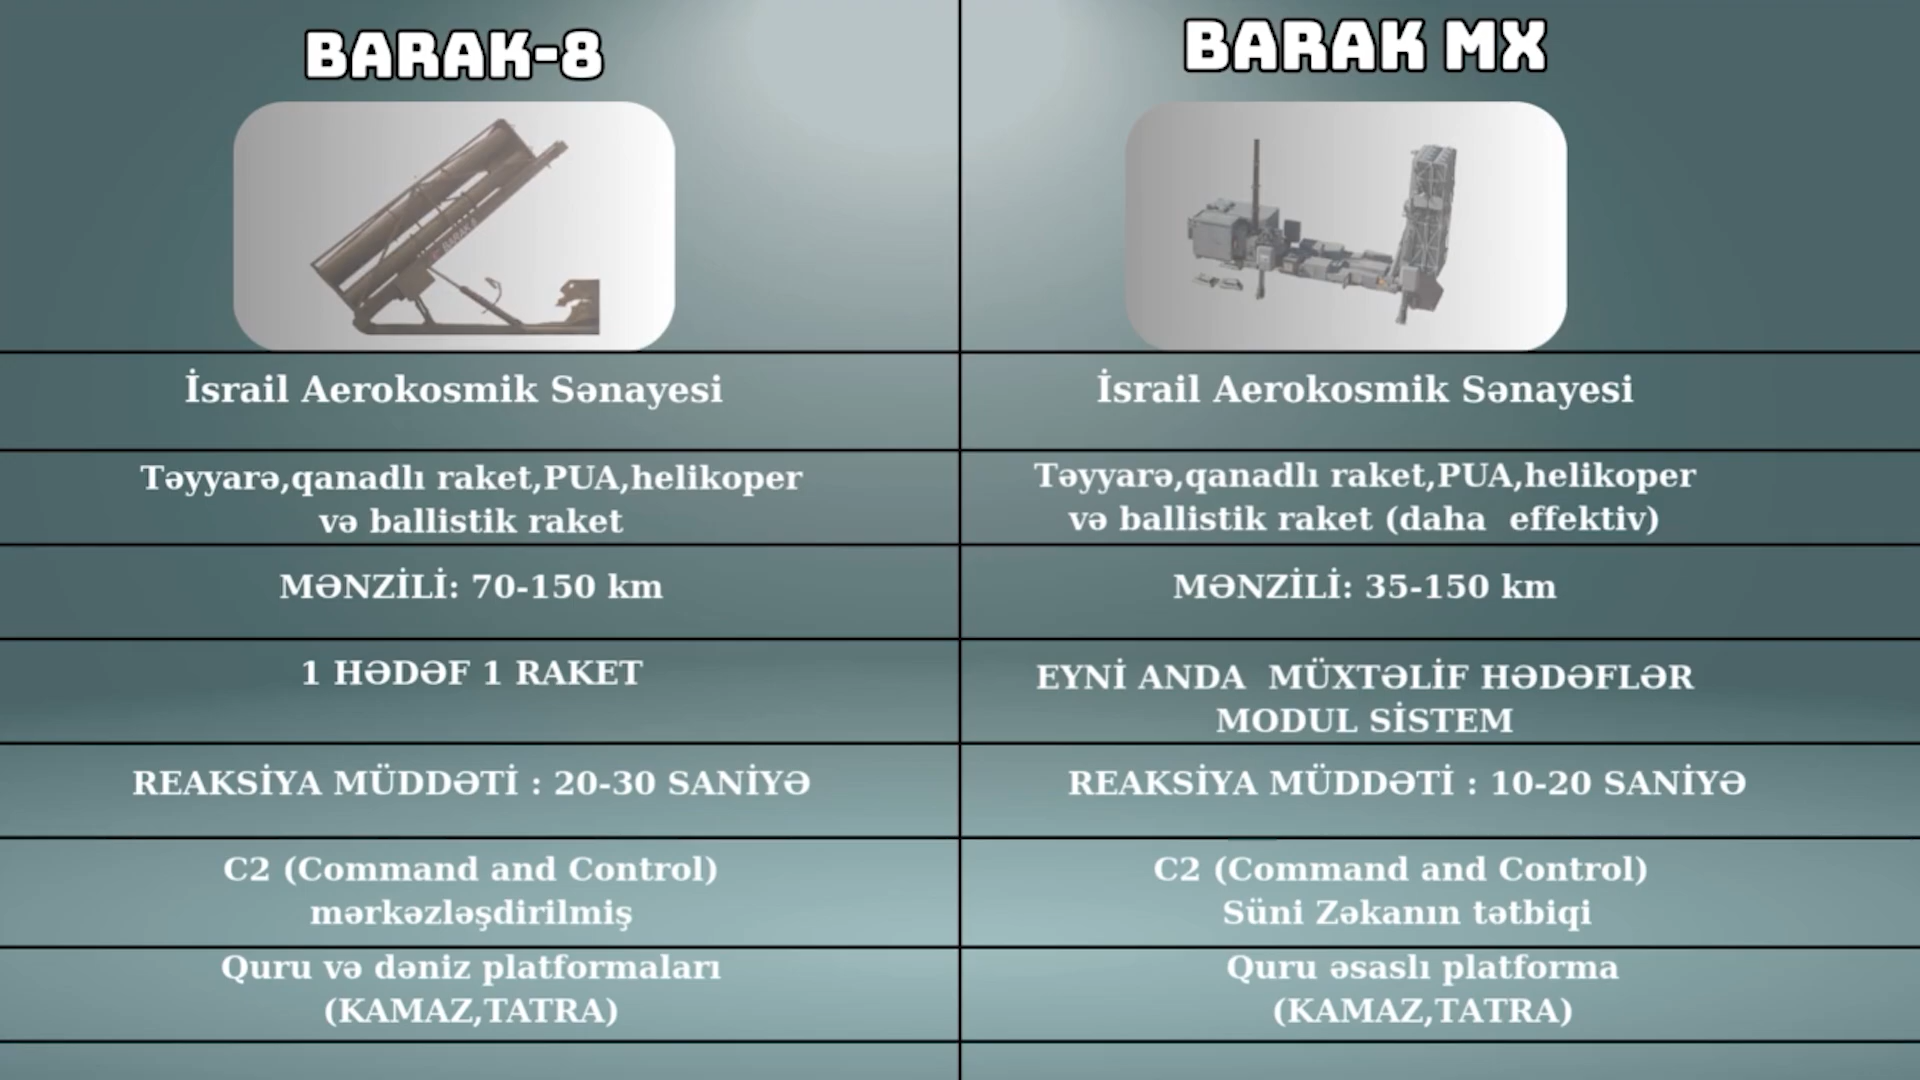 BARAK-8
BARAK MX
BARAK 8
İsrail Aerokosmik Sənayesi
İsrail Aerokosmik Sənayesi
Təyyarə,qanadlı raket,PUA,helikoper
və ballistik raket
Təyyarə,qanadlı raket,PUA,helikoper
və ballistik raket (daha  effektiv)
MƏNZİLİ: 70-150 km
MƏNZİLİ: 35-150 km
1 HƏDƏF 1 RAKET
EYNİ ANDA  MÜXTƏLİF HƏDƏFLƏR
MODUL SİSTEM
REAKSİYA MÜDDƏTİ : 20-30 SANİYƏ
REAKSİYA MÜDDƏTİ : 10-20 SANİYƏ
C2 (Command and Control)
mərkəzləşdirilmiş
C2 (Command and Control)
Süni Zəkanın tətbiqi
Quru və dəniz platformaları
(KAMAZ,TATRA)
Quru əsaslı platforma
(KAMAZ,TATRA)